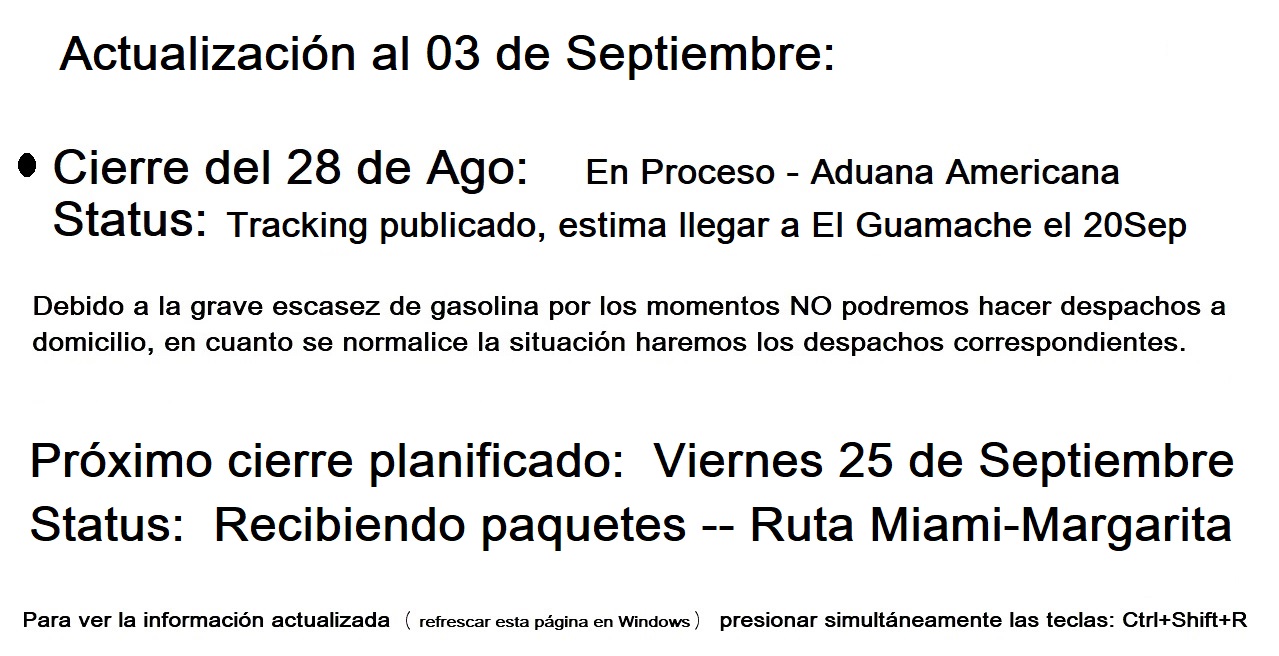 Actualización al 03 de Septiembre:
Cierre del 28 de Ago: En Proceso - Aduana Americana
Status: Tracking publicado, estima llegar a El Guamache el 20Sep
Debido a la grave escasez de gasolina por los momentos NO podremos hacer despachos a
domicilio, en cuanto se normalice la situación haremos los despachos correspondientes.
Próximo cierre planificado: Viernes 25 de Septiembre
Status: Recibiendo paquetes -- Ruta Miami-Margarita
Para ver la información actualizada ( refrescar esta página en Windows ) presionar simultáneamente las teclas: Ctrl+Shift+R